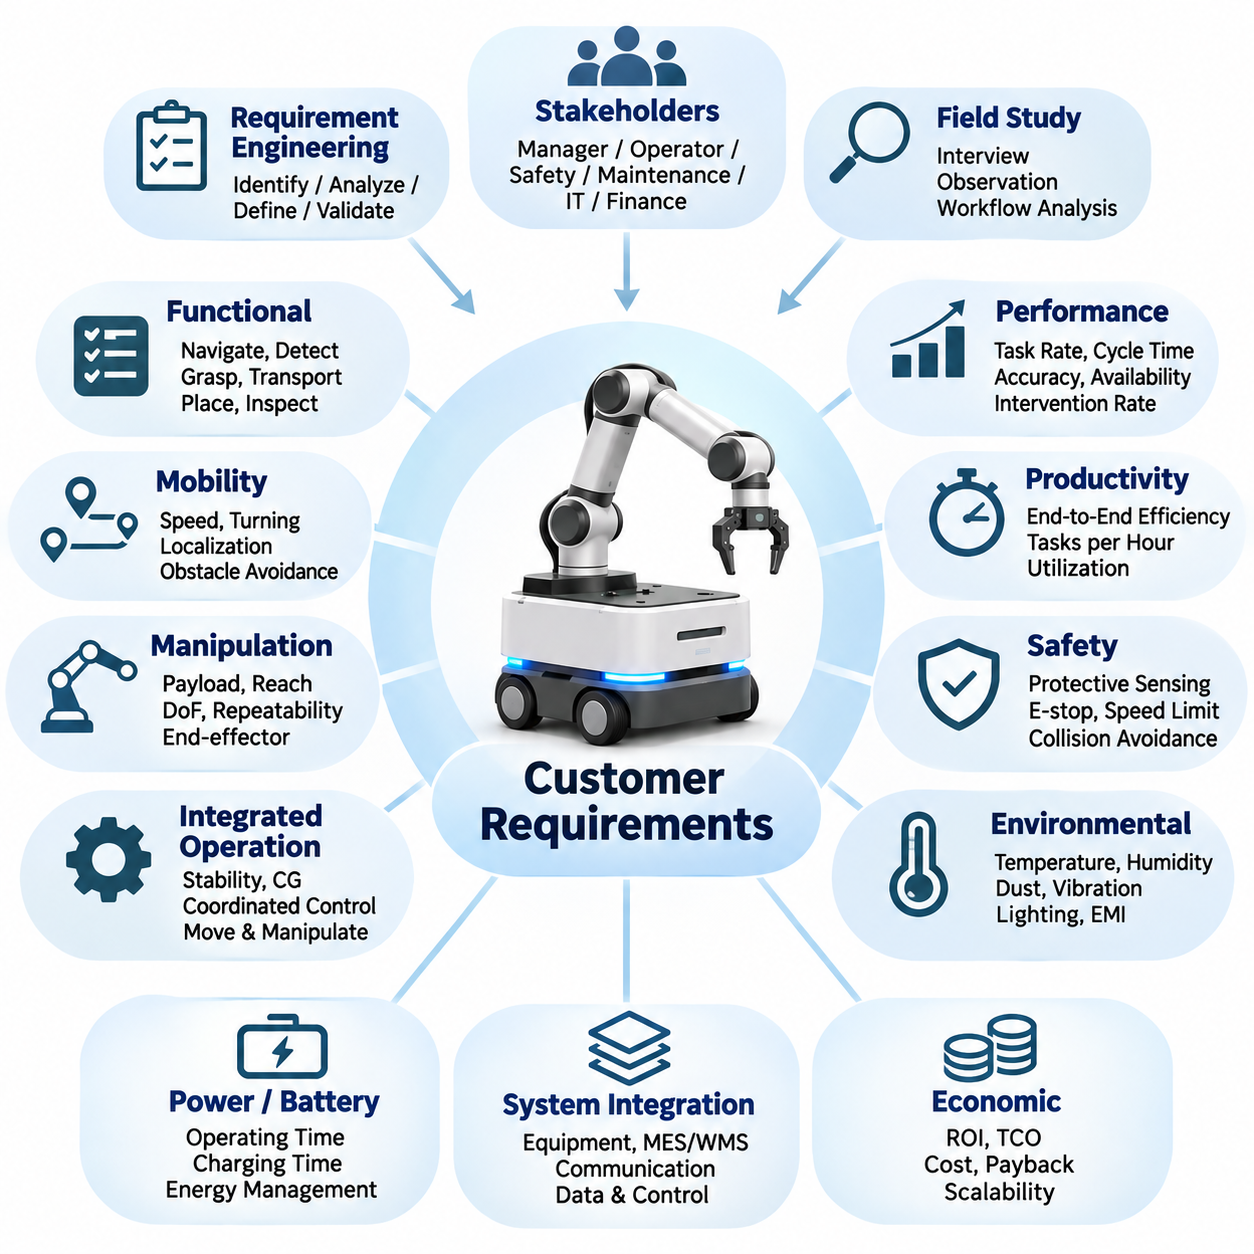 Requirement
Engineering
Identify / Analyze /
Define / Validate
Stakeholders
Manager / Operator /
Safety / Maintenance /
IT / Finance
Field Study
Interview
Observation
Workflow Analysis
Functional
Navigate, Detect
Grasp, Transport
Place, Inspect
Performance
Task Rate, Cycle Time
Accuracy, Availability
Intervention Rate
Mobility
Speed, Turning
Localization
Obstacle Avoidance
Productivity
End-to-End Efficiency
Tasks per Hour
Utilization
Manipulation
Payload, Reach
DoF, Repeatability
End-effector
Safety
Protective Sensing
E-stop, Speed Limit
Collision Avoidance
Customer
Requirements
Integrated
Operation
Stability, CG
Coordinated Control
Move & Manipulate
Environmental
Temperature, Humidity
Dust, Vibration
Lighting, EMI
Power / Battery
Operating Time
Charging Time
Energy Management
System Integration
Equipment, MES/WMS
Communication
Data & Control
Economic
ROI, TCO
Cost, Payback
Scalability